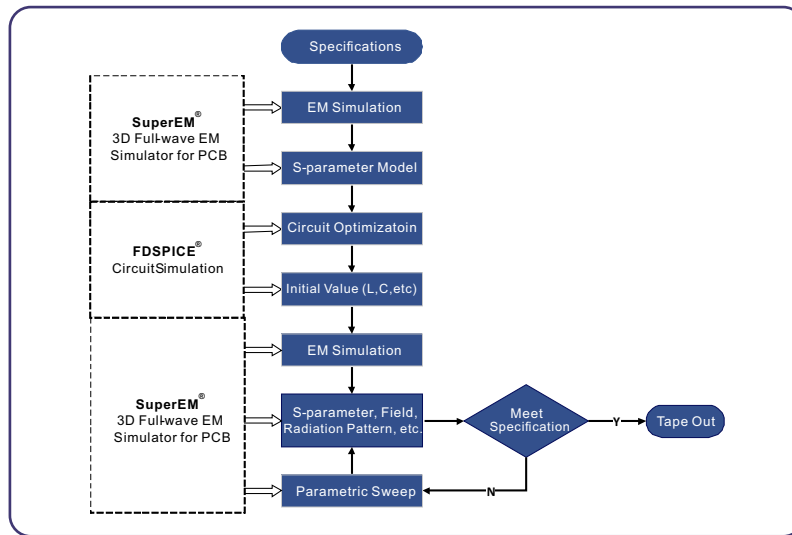 Specifications
SuperEM®
3D Full-wave EM
Simulator for PCB
EM Simulation
S-parameter Model
FDSPICE®
CircuitSimulation
Circuit Optimizatoin
Initial Value (L,C,etc)
SuperEM®
3D Full-wave EM
Simulator for PCB
EM Simulation
S-parameter, Field,
Radiation Pattern, etc.
Meet
Specification
Y
Tape Out
Parametric Sweep
N